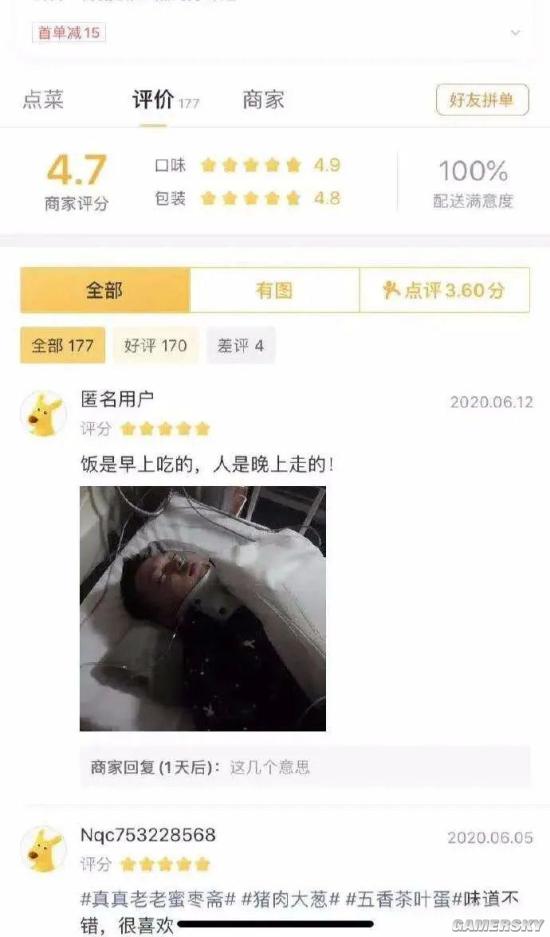 首单减15
点菜 评价 177 商家 好友拼单
4.7
商家评分
口味 4.9
包装 4.8
100%
配送满意度
全部 有图 点评3.60分
全部 177 好评 170 差评 4
匿名用户
2020.06.12
评分
饭是早上吃的，人是晚上走的！
商家回复(1天后)：这几个意思
Nqc753228568
2020.06.05
评分
#真真老老蜜枣斋# #猪肉大葱# #五香茶叶蛋#味道不
错，很喜欢
GAMERSKY